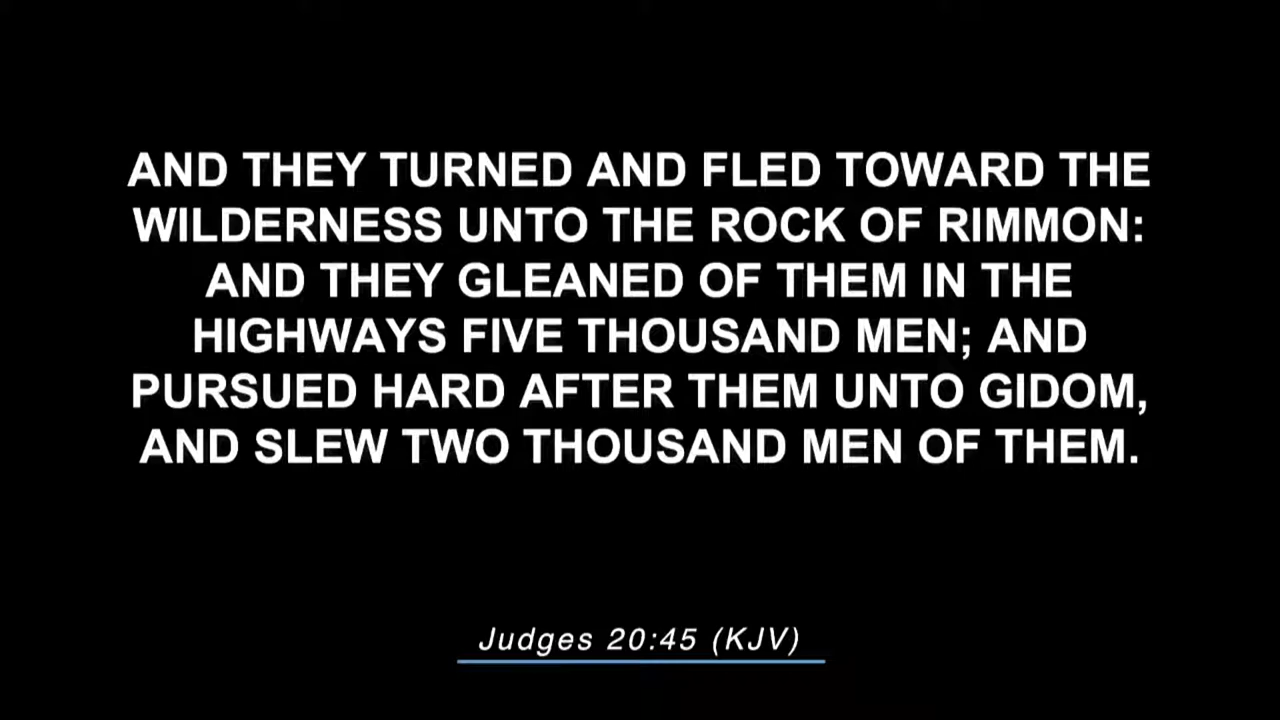 AND THEY TURNED AND FLED TOWARD THE
WILDERNESS UNTO THE ROCK OF RIMMON:
AND THEY GLEANED OF THEM IN THE
HIGHWAYS FIVE THOUSAND MEN; AND
PURSUED HARD AFTER THEM UNTO GIDOM,
AND SLEW TWO THOUSAND MEN OF THEM.
Judges 20:45 (KJV)